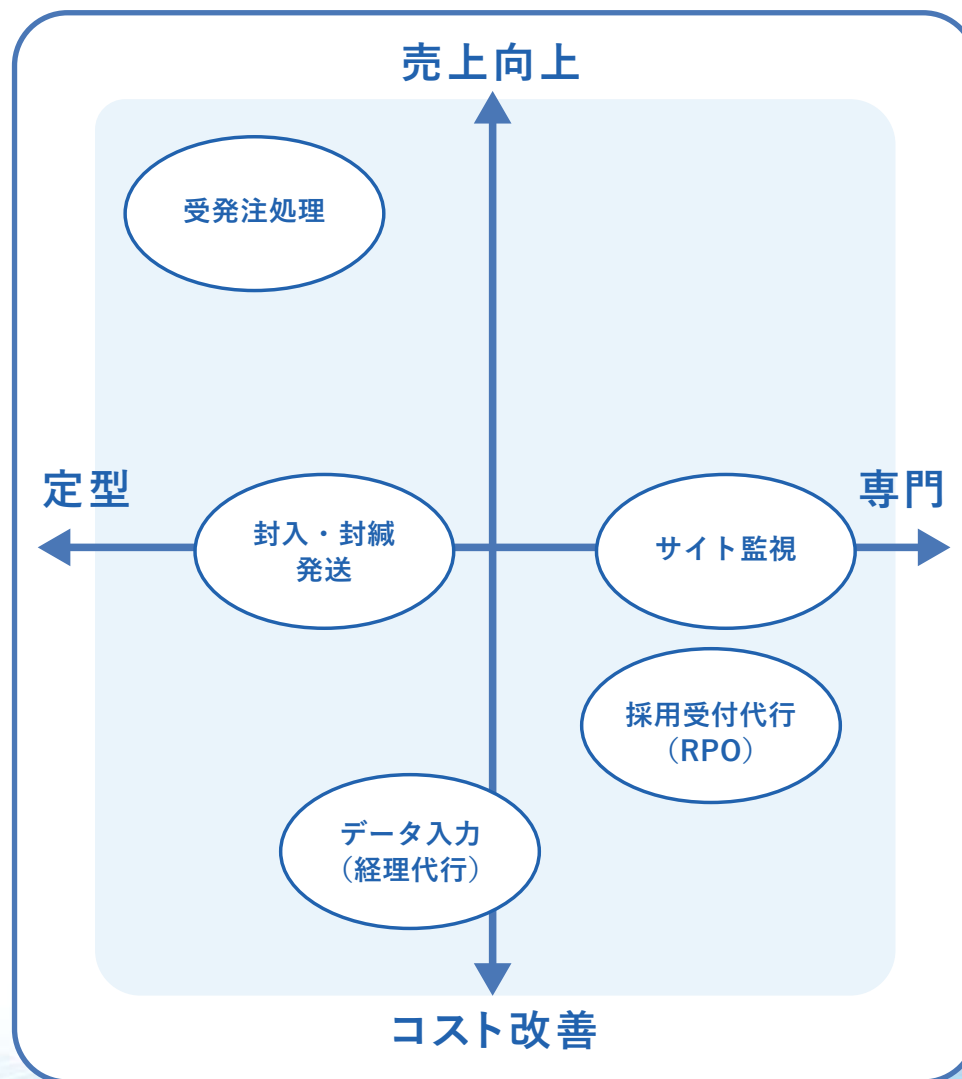 売上向上
受発注処理
定型
専門
封入・封緘
発送
サイト監視
採用受付代行
（RPO）
データ入力
（経理代行）
コスト改善